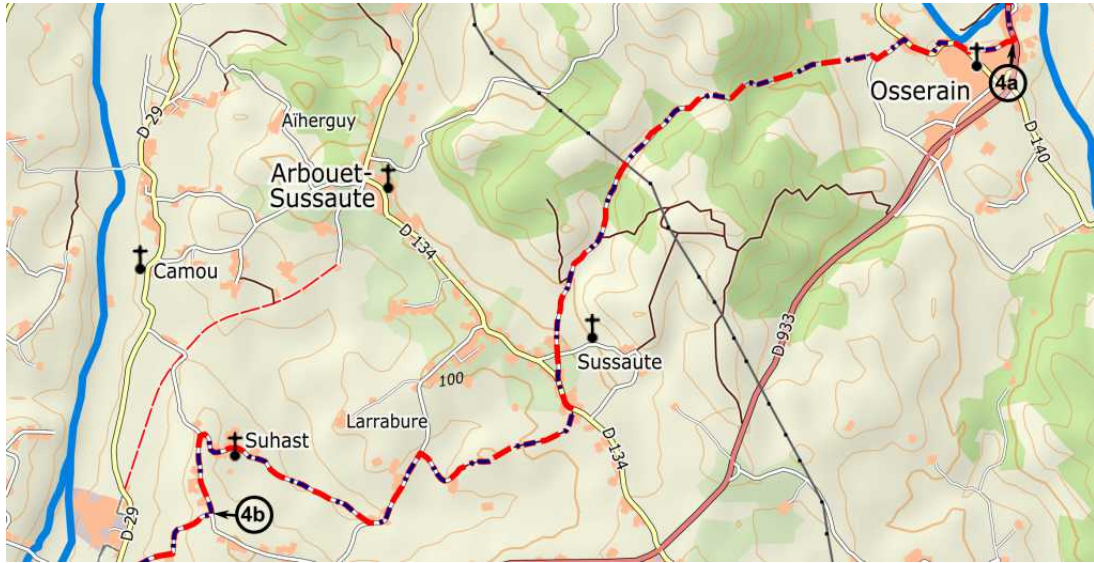 D 29
Aïherguy
Osserain
4a
Arbouet-
Sussaute
D 140
D 134
Camou
D 933
Sussaute
100
Larrabure
Suhast
D 134
4b
D 29